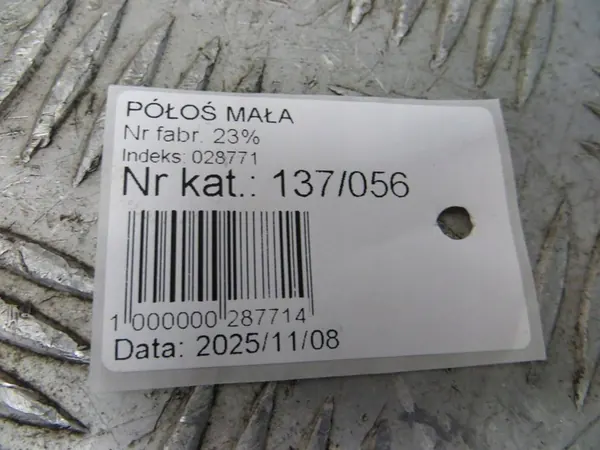 PÓŁOŚ MAŁA
Nr fabr. 23%
Indeks: 028771
Nr kat.: 137/056
1 000000 287714
Data: 2025/11/08